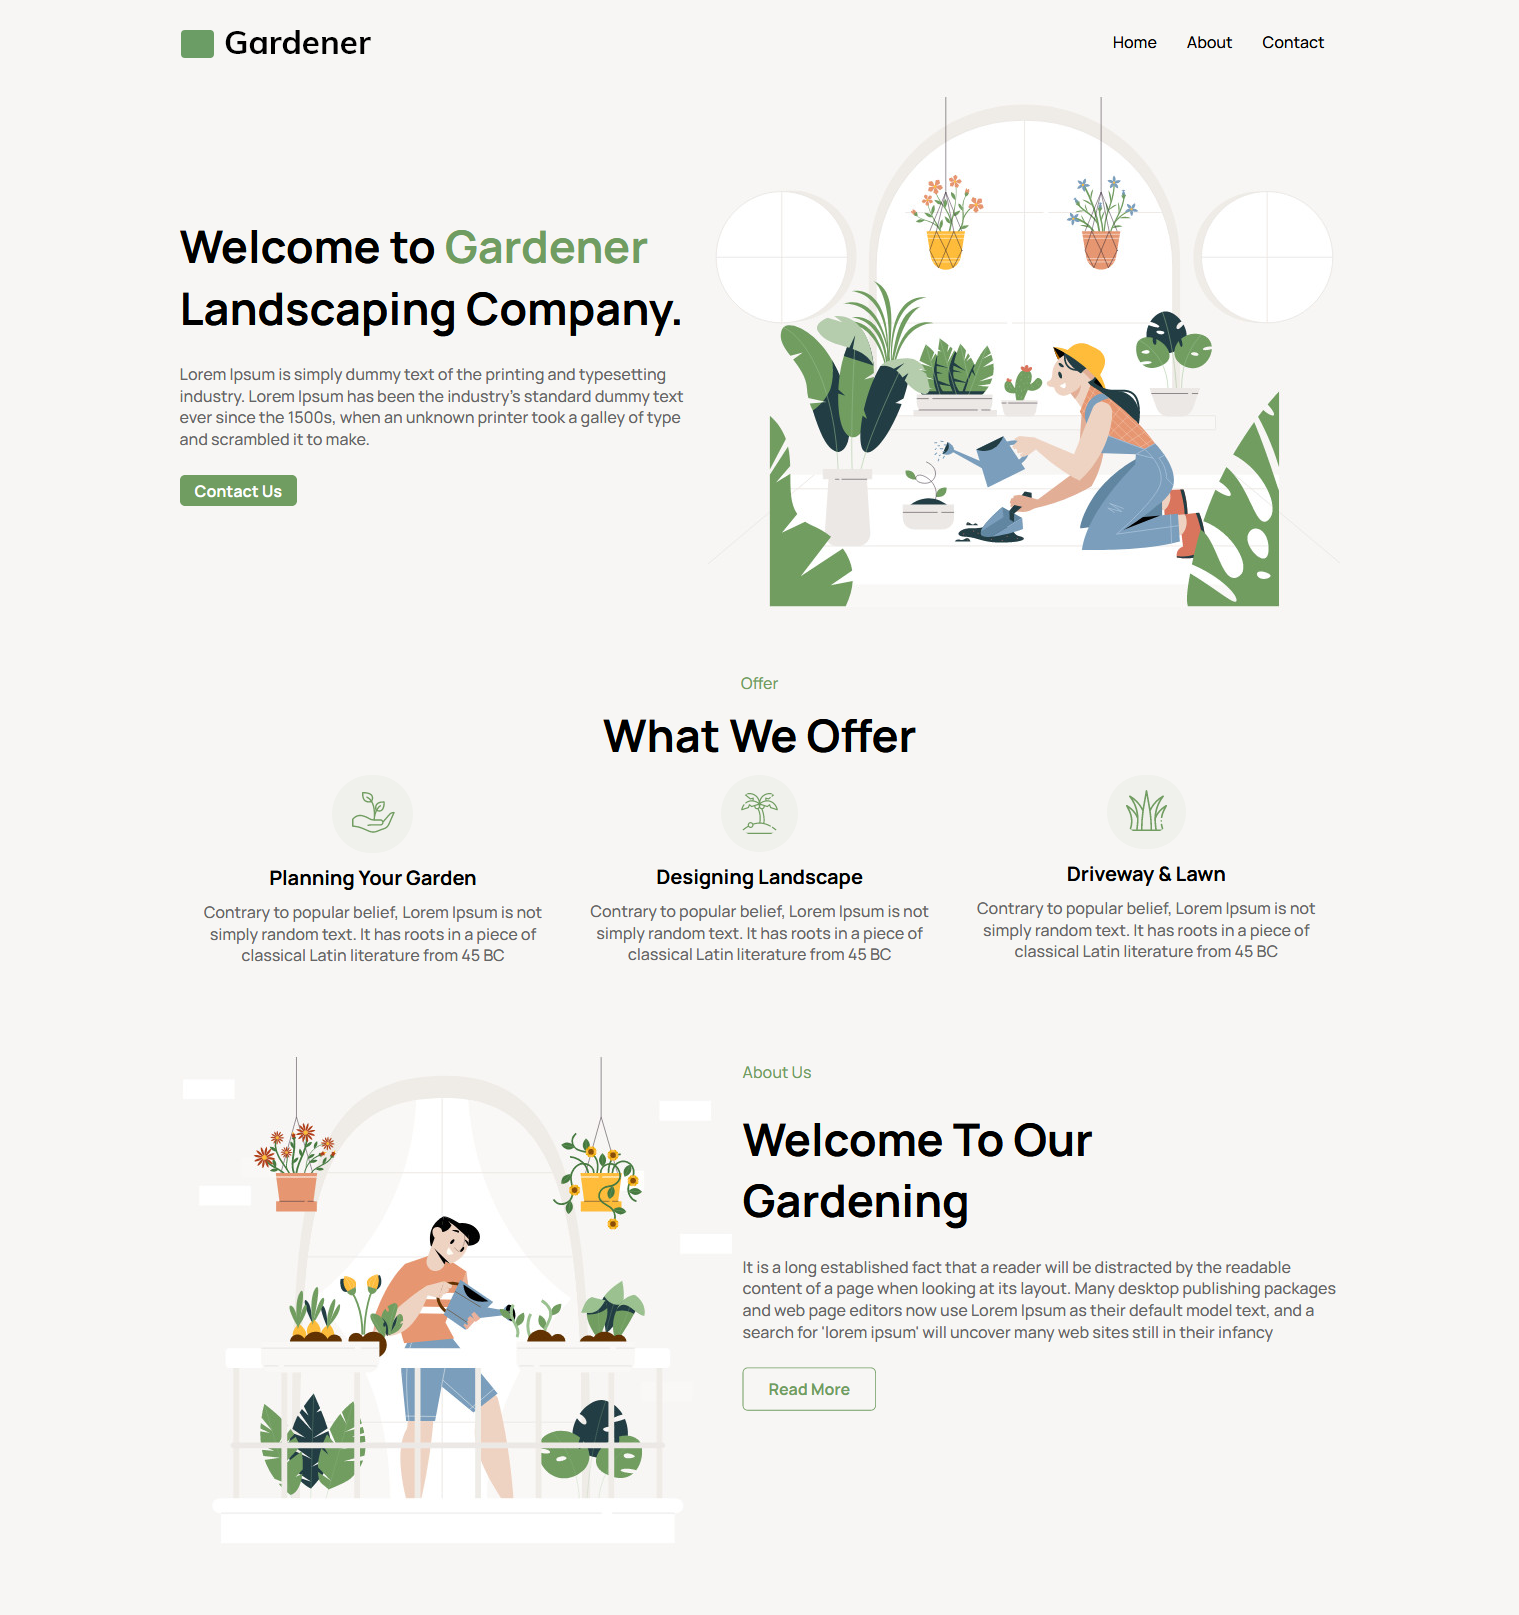 Gardener
Home About Contact
Welcome to Gardener
Landscaping Company.
Lorem Ipsum is simply dummy text of the printing and typesetting
industry. Lorem Ipsum has been the industry's standard dummy text
ever since the 1500s, when an unknown printer took a galley of type
and scrambled it to make.
Contact Us
Offer
What We Offer
Planning Your Garden
Contrary to popular belief, Lorem Ipsum is not
simply random text. It has roots in a piece of
classical Latin literature from 45 BC
Designing Landscape
Contrary to popular belief, Lorem Ipsum is not
simply random text. It has roots in a piece of
classical Latin literature from 45 BC
Driveway & Lawn
Contrary to popular belief, Lorem Ipsum is not
simply random text. It has roots in a piece of
classical Latin literature from 45 BC
About Us
Welcome To Our
Gardening
It is a long established fact that a reader will be distracted by the readable
content of a page when looking at its layout. Many desktop publishing packages
and web page editors now use Lorem Ipsum as their default model text, and a
search for 'lorem ipsum' will uncover many web sites still in their infancy
Read More